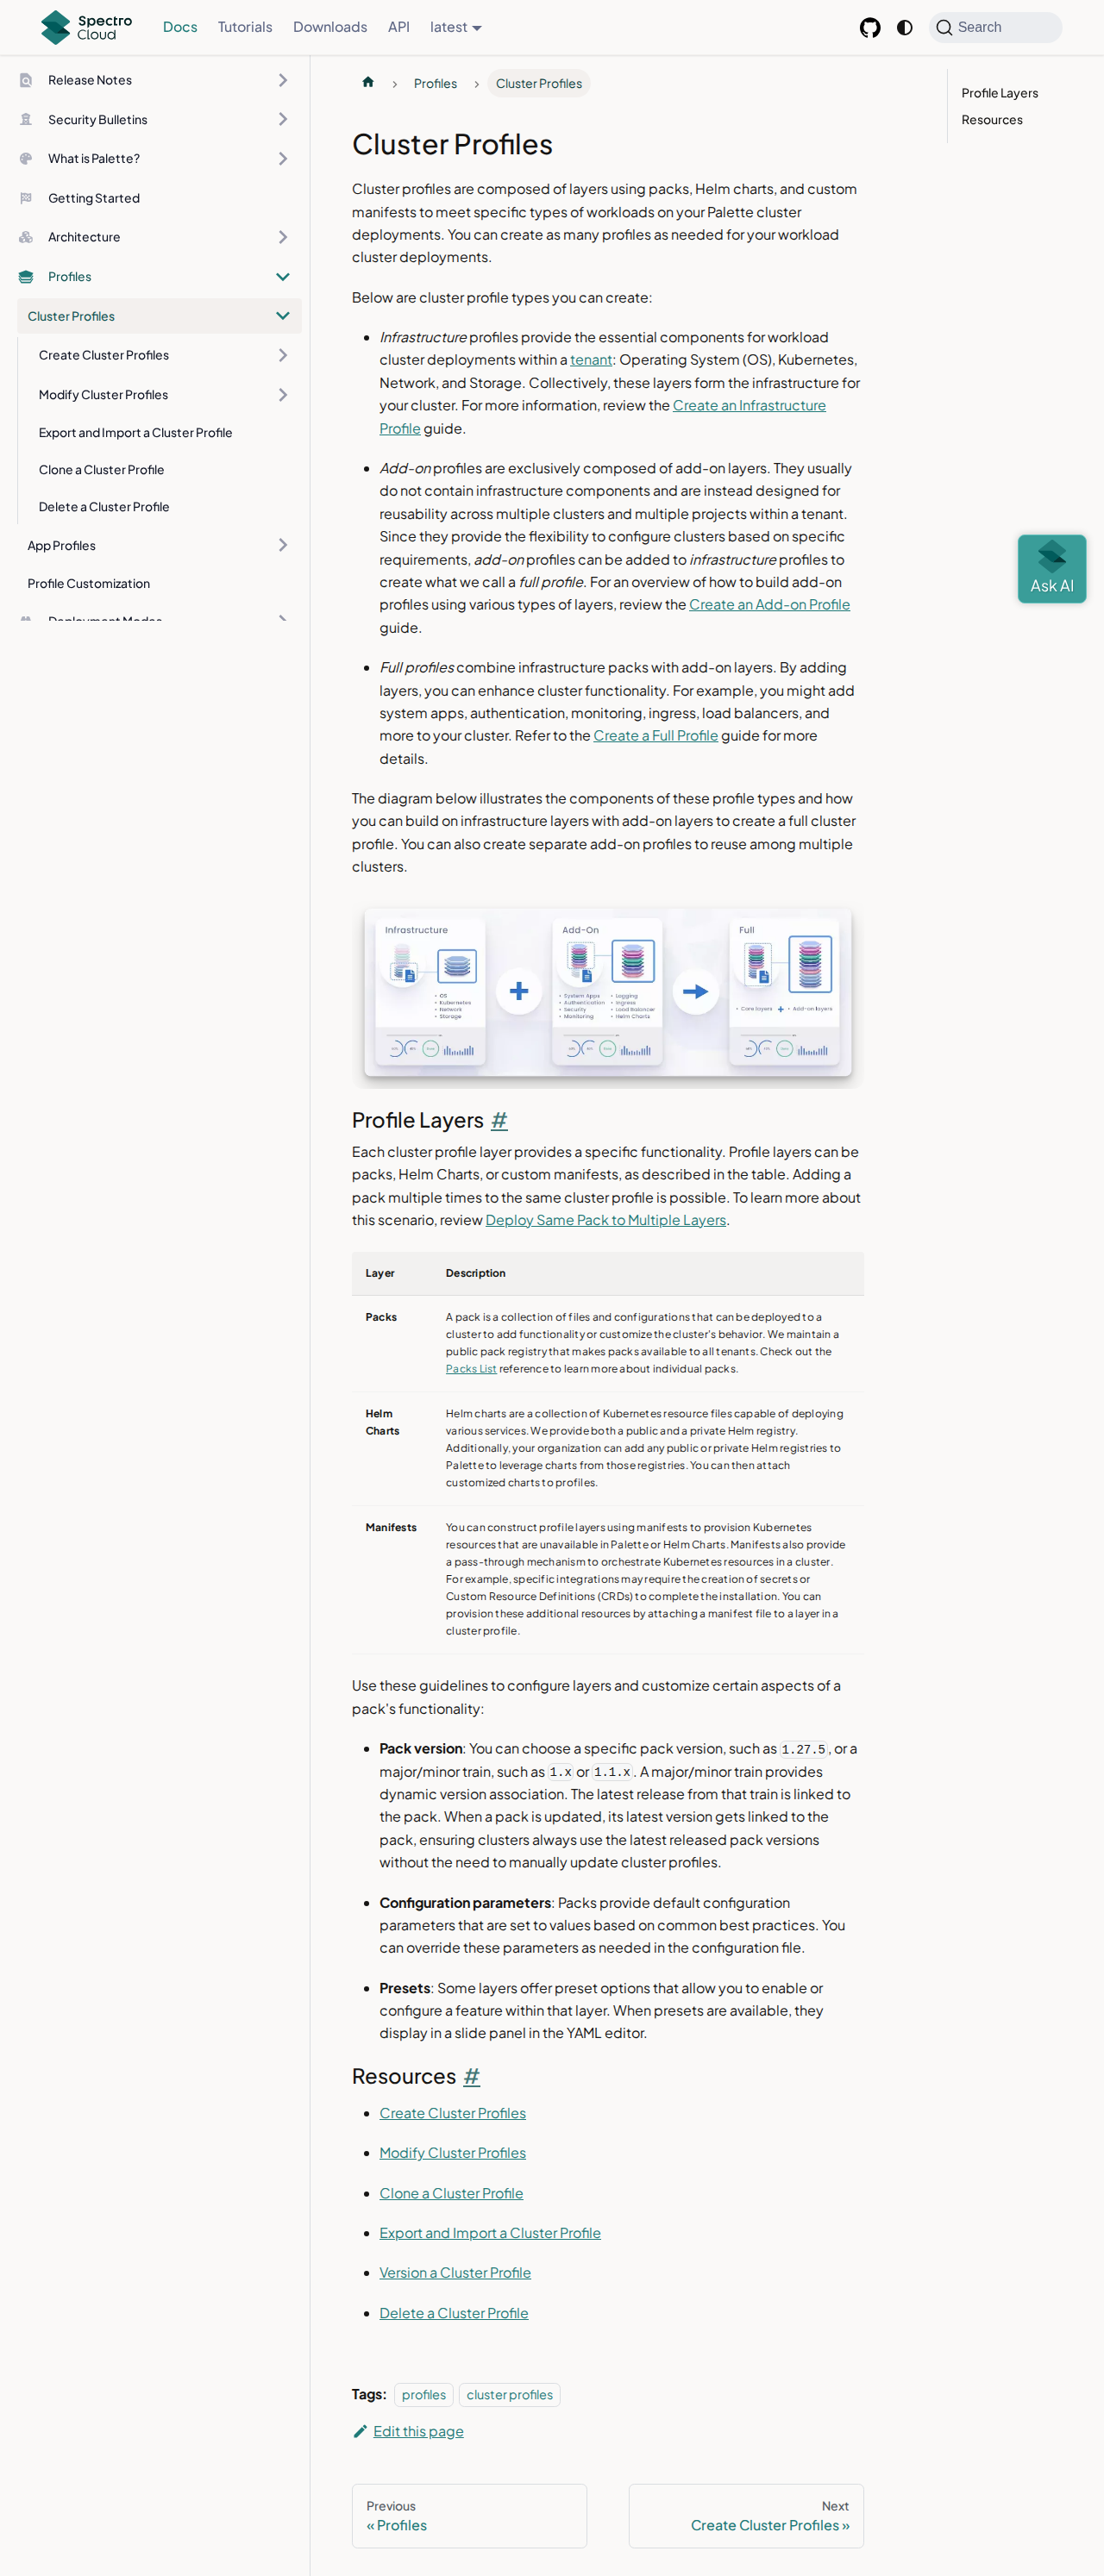 Spectro
Cloud
Docs
Tutorials
Downloads
API
latest
Search
Release Notes
Security Bulletins
What is Palette?
Getting Started
Architecture
Profiles
Cluster Profiles
Create Cluster Profiles
Modify Cluster Profiles
Export and Import a Cluster Profile
Clone a Cluster Profile
Delete a Cluster Profile
App Profiles
Profile Customization
Deployment Modes
Profiles
Cluster Profiles
Cluster Profiles
Cluster profiles are composed of layers using packs, Helm charts, and custom
manifests to meet specific types of workloads on your Palette cluster
deployments. You can create as many profiles as needed for your workload
cluster deployments.
Below are cluster profile types you can create:
Infrastructure profiles provide the essential components for workload
cluster deployments within a tenant: Operating System (OS), Kubernetes,
Network, and Storage. Collectively, these layers form the infrastructure for
your cluster. For more information, review the Create an Infrastructure
Profile guide.
Add-on profiles are exclusively composed of add-on layers. They usually
do not contain infrastructure components and are instead designed for
reusability across multiple clusters and multiple projects within a tenant.
Since they provide the flexibility to configure clusters based on specific
requirements, add-on profiles can be added to infrastructure profiles to
create what we call a full profile. For an overview of how to build add-on
profiles using various types of layers, review the Create an Add-on Profile
guide.
Full profiles combine infrastructure packs with add-on layers. By adding
layers, you can enhance cluster functionality. For example, you might add
system apps, authentication, monitoring, ingress, load balancers, and
more to your cluster. Refer to the Create a Full Profile guide for more
details.
The diagram below illustrates the components of these profile types and how
you can build on infrastructure layers with add-on layers to create a full cluster
profile. You can also create separate add-on profiles to reuse among multiple
clusters.
Infrastructure
• OS
• Kubernetes
• Network
• Storage
Add-On
• System Apps
• Authentication
• Security
• Monitoring
• Logging
• Ingress
• Load Balancer
• Helm Charts
Full
• Core layers + • Add-on layers
Profile Layers #
Each cluster profile layer provides a specific functionality. Profile layers can be
packs, Helm Charts, or custom manifests, as described in the table. Adding a
pack multiple times to the same cluster profile is possible. To learn more about
this scenario, review Deploy Same Pack to Multiple Layers.
Layer
Description
Packs
A pack is a collection of files and configurations that can be deployed to a
cluster to add functionality or customize the cluster's behavior. We maintain a
public pack registry that makes packs available to all tenants. Check out the
Packs List reference to learn more about individual packs.
Helm
Charts
Helm charts are a collection of Kubernetes resource files capable of deploying
various services. We provide both a public and a private Helm registry.
Additionally, your organization can add any public or private Helm registries to
Palette to leverage charts from those registries. You can then attach
customized charts to profiles.
Manifests
You can construct profile layers using manifests to provision Kubernetes
resources that are unavailable in Palette or Helm Charts. Manifests also provide
a pass-through mechanism to orchestrate Kubernetes resources in a cluster.
For example, specific integrations may require the creation of secrets or
Custom Resource Definitions (CRDs) to complete the installation. You can
provision these additional resources by attaching a manifest file to a layer in a
cluster profile.
Use these guidelines to configure layers and customize certain aspects of a
pack's functionality:
Pack version: You can choose a specific pack version, such as 1.27.5, or a
major/minor train, such as 1.x or 1.1.x. A major/minor train provides
dynamic version association. The latest release from that train is linked to
the pack. When a pack is updated, its latest version gets linked to the
pack, ensuring clusters always use the latest released pack versions
without the need to manually update cluster profiles.
Configuration parameters: Packs provide default configuration
parameters that are set to values based on common best practices. You
can override these parameters as needed in the configuration file.
Presets: Some layers offer preset options that allow you to enable or
configure a feature within that layer. When presets are available, they
display in a slide panel in the YAML editor.
Resources #
Create Cluster Profiles
Modify Cluster Profiles
Clone a Cluster Profile
Export and Import a Cluster Profile
Version a Cluster Profile
Delete a Cluster Profile
Tags: profiles cluster profiles
Edit this page
Previous
« Profiles
Next
Create Cluster Profiles »
Profile Layers
Resources
Ask AI